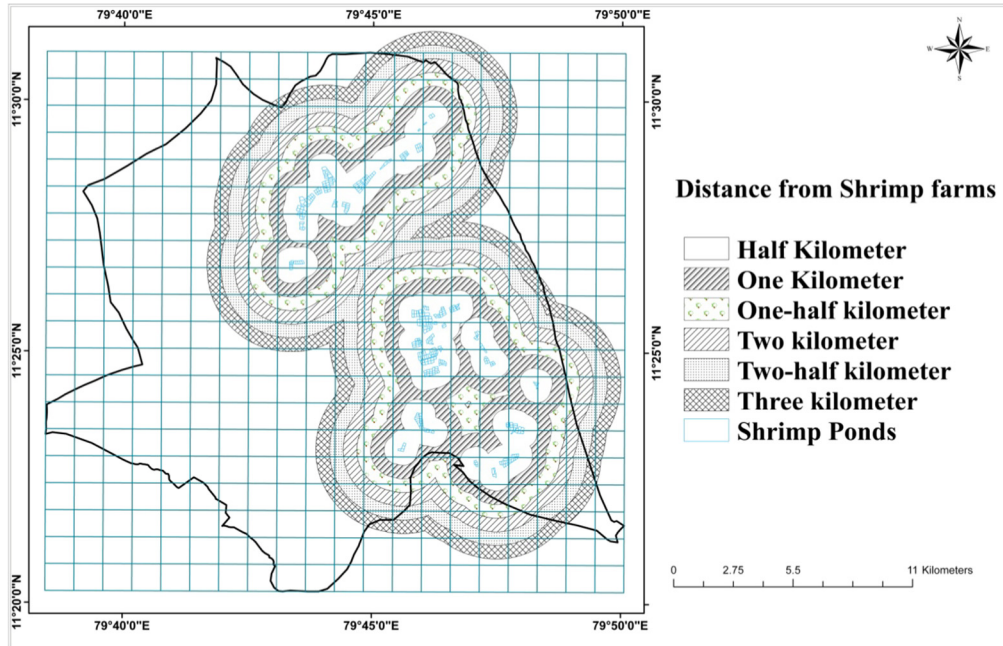 79°40'0"E 79°45'0"E 79°50'0"E
N
W E
S
11°30'0"N 11°30'0"N
Distance from Shrimp farms
Half Kilometer
One Kilometer
One-half kilometer
Two kilometer
Two-half kilometer
Three kilometer
Shrimp Ponds
11°25'0"N 11°25'0"N
0 2.75 5.5 11 Kilometers
11°20'0"N
79°40'0"E 79°45'0"E 79°50'0"E